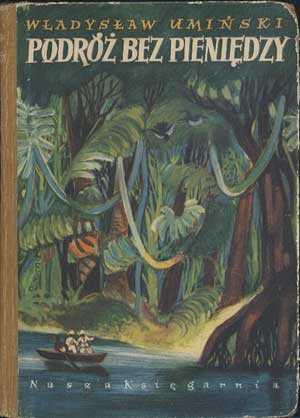 WŁADYSŁAW UMIŃSKI
PODRÓŻ BEZ PIENIĘDZY
Nasza Księgarnia